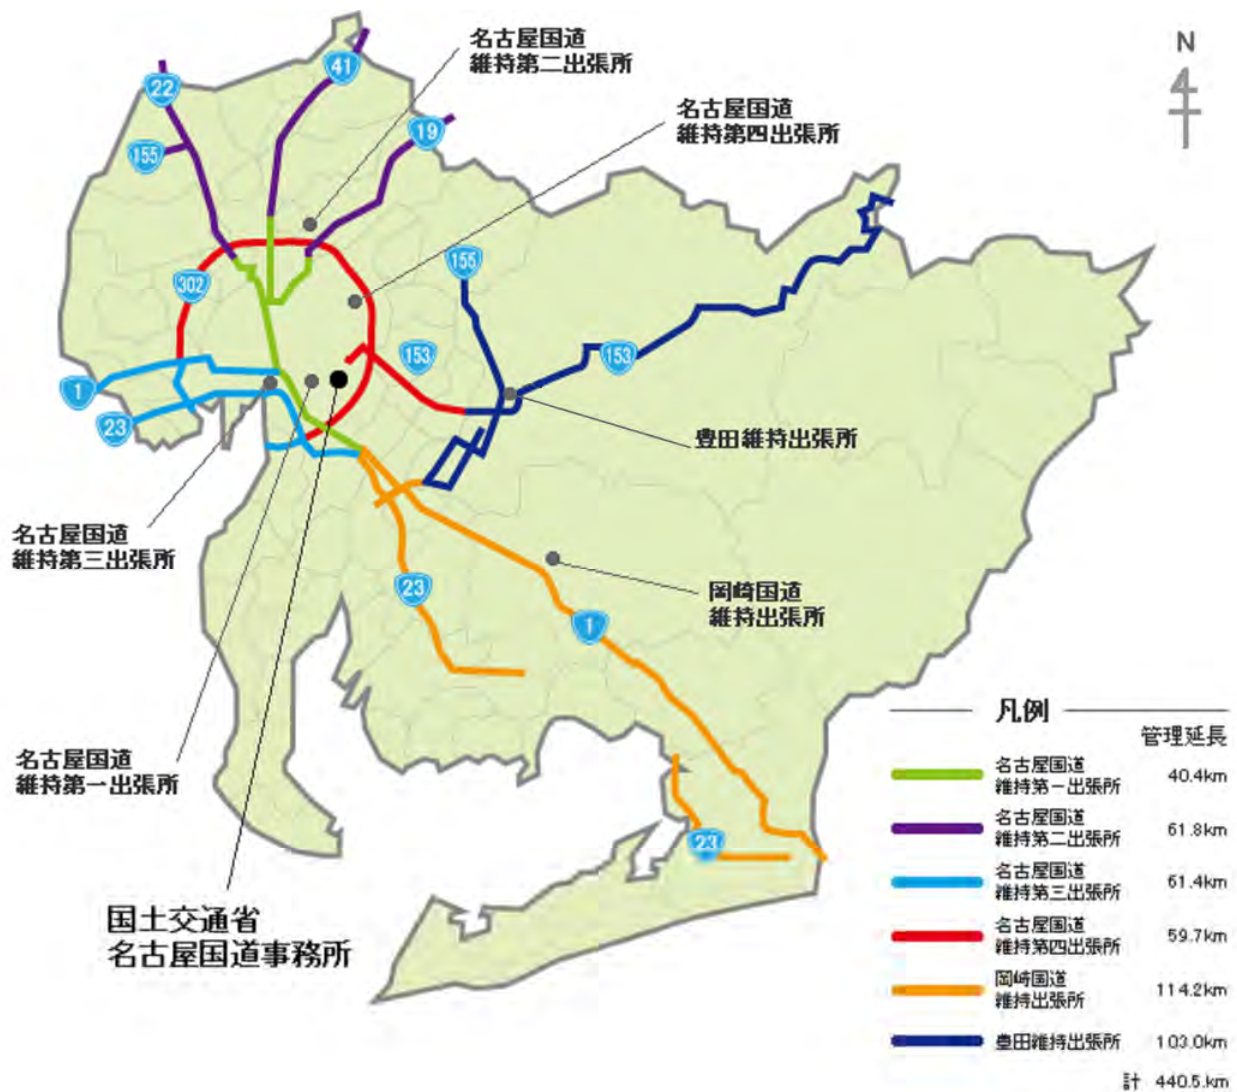 名古屋国道
維持第二出張所
N
41
22
名古屋国道
維持第四出張所
19
155
155
302
153
153
1
23
豊田維持出張所
名古屋国道
維持第三出張所
23
岡崎国道
維持出張所
1
名古屋国道
維持第一出張所
23
国土交通省
名古屋国道事務所
凡例
管理延長
名古屋国道
維持第一出張所 40.4km
名古屋国道
維持第二出張所 61.8km
名古屋国道
維持第三出張所 61.4km
名古屋国道
維持第四出張所 59.7km
岡崎国道
維持出張所 114.2km
豊田維持出張所 103.0km
計 440.5.km